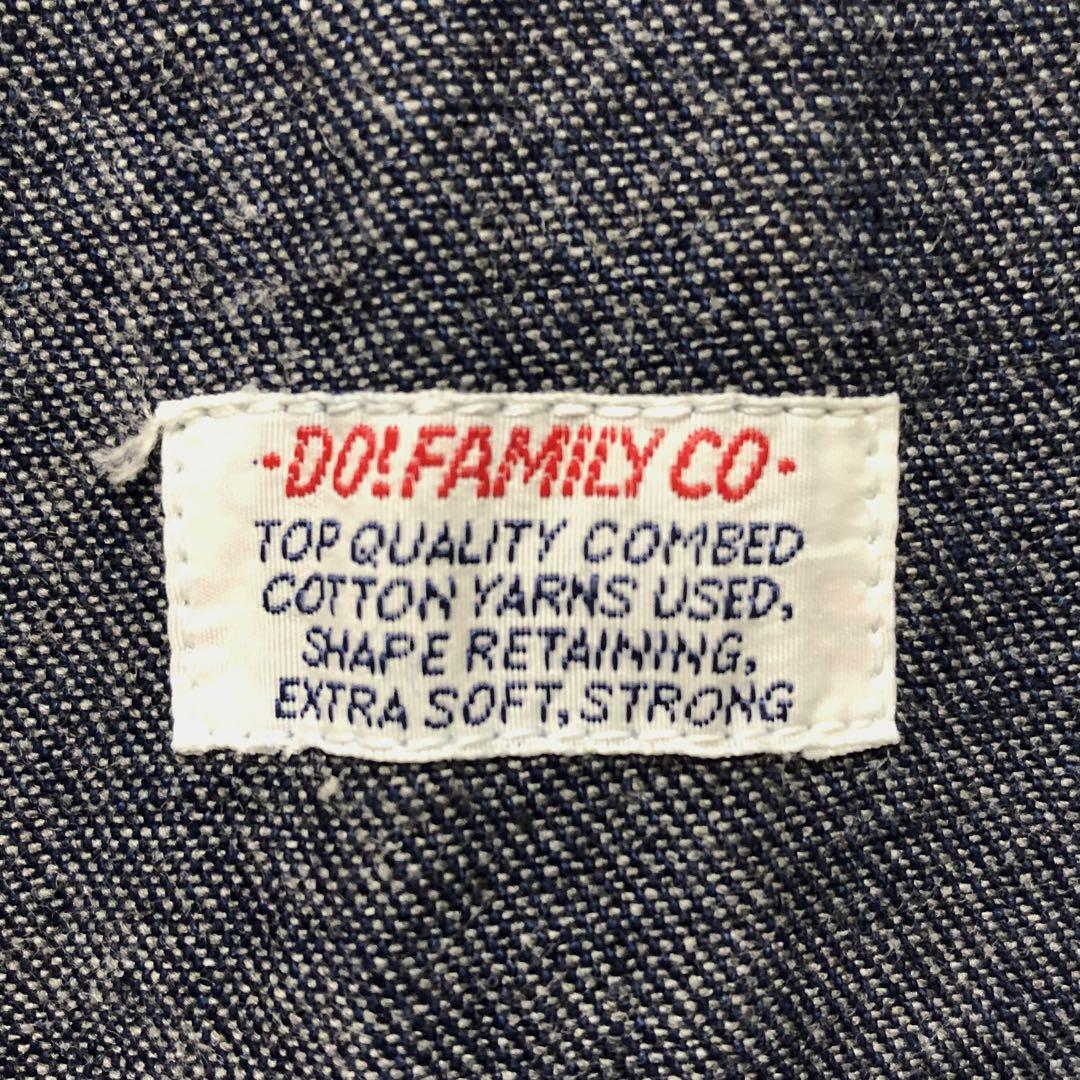 ·DO!FAMILY CO·
TOP QUALITY COMBED
COTTON YARNS USED,
SHAPE RETAINING,
EXTRA SOFT, STRONG